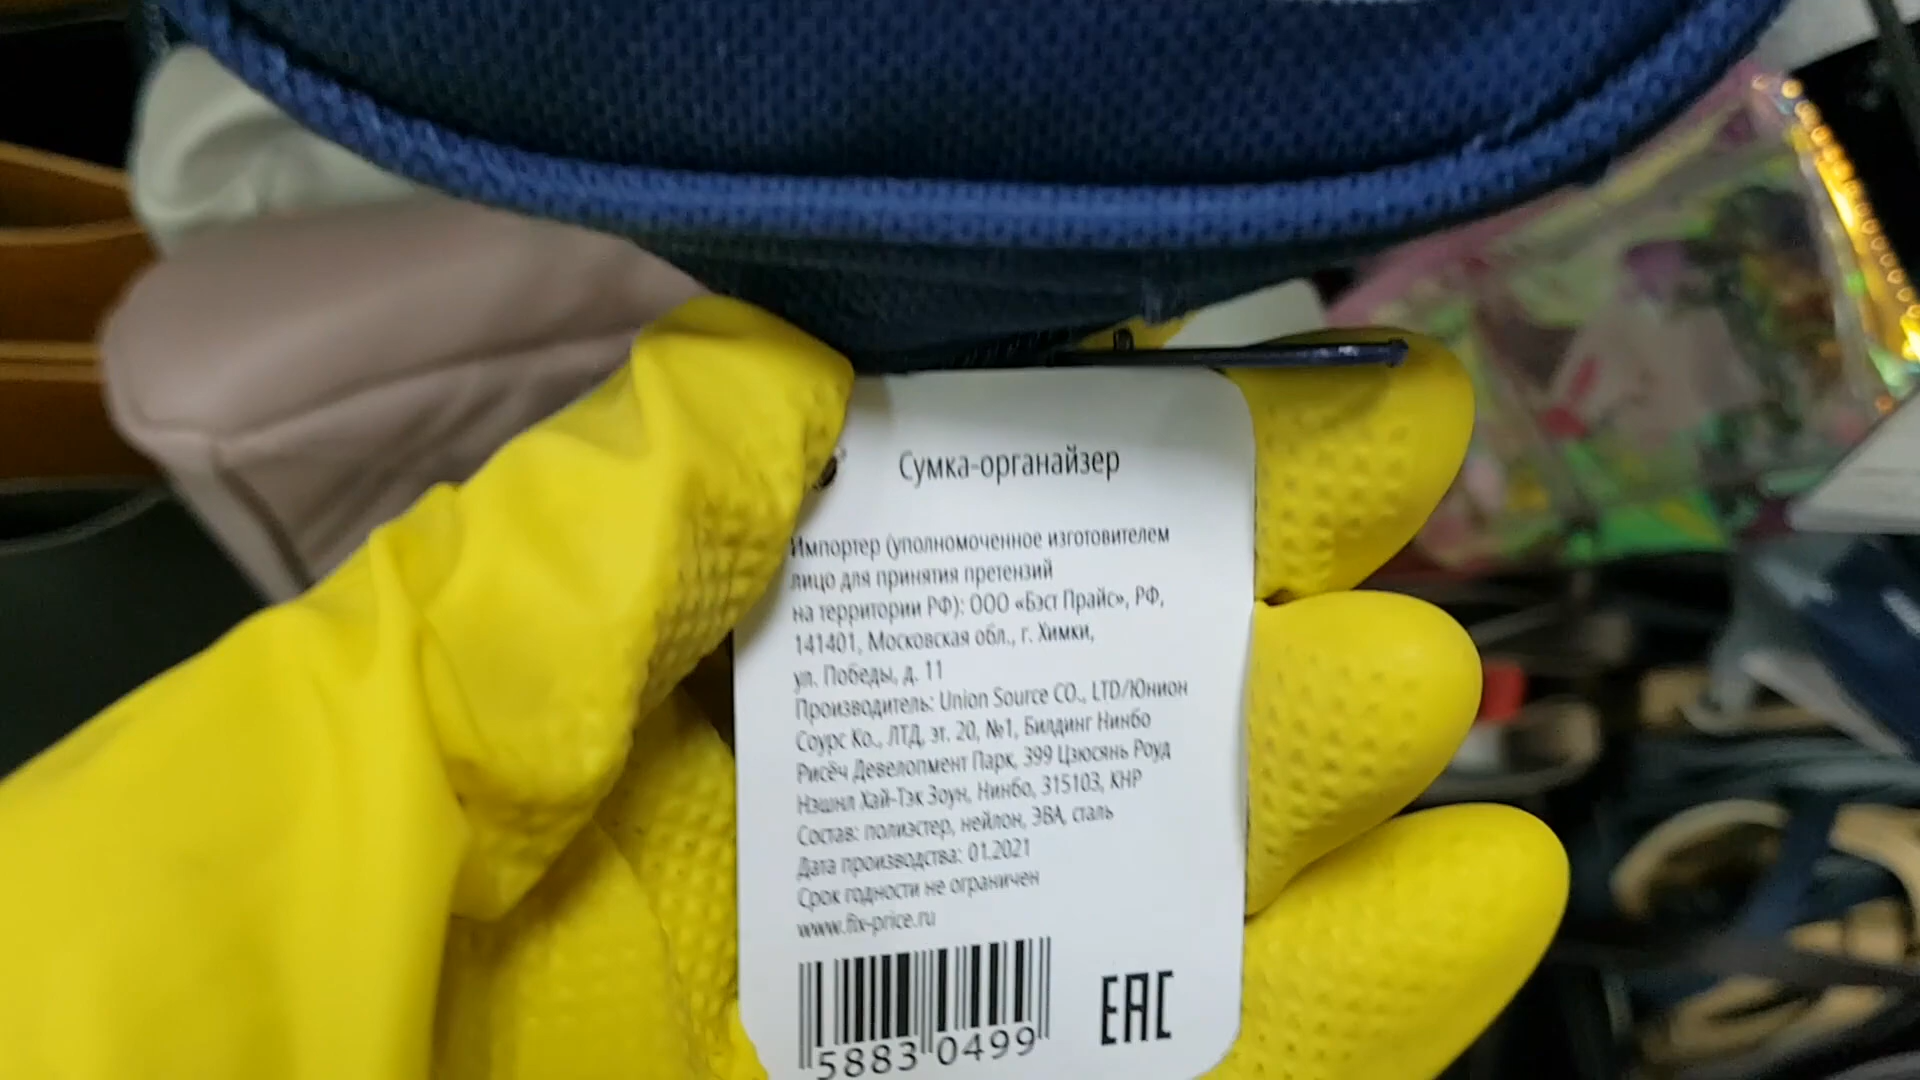 Сумка-органайзер
Импортер (уполномоченное изготовителем
лицо для принятия претензий
на территории РФ): ООО «Бэст Прайс», РФ,
141401, Московская обл., г. Химки,
ул. Победы, д. 11
Производитель: Union Source CO., LTD/Юнион
Соурс Ко., ЛТД, эт. 20, №1, Билдинг Нинбо
Рисёч Девелопмент Парк, 399 Цзюсянь Роуд
Нэшнл Хай-Тэк Зоун, Нинбо, 315103, КНР
Состав: полиэстер, нейлон, ЭВА, сталь
Дата производства: 01.2021
Срок годности не ограничен
www.fix-price.ru
5883 0499
EAC